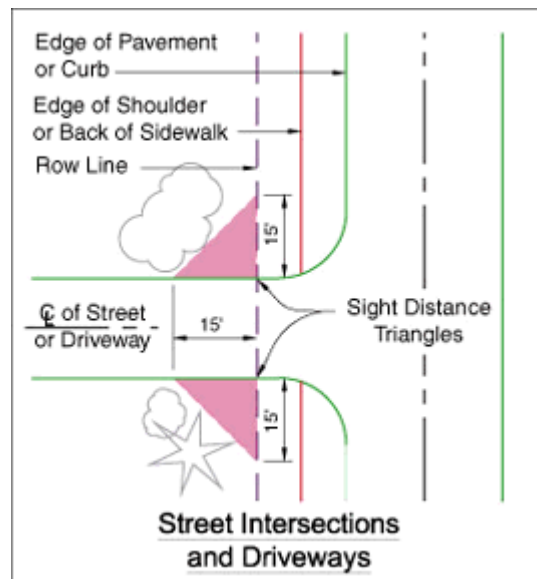 Edge of Pavement
or Curb
Edge of Shoulder
or Back of Sidewalk
Row Line
15'
℄ of Street
or Driveway
15'
Sight Distance
Triangles
15'
Street Intersections
and Driveways